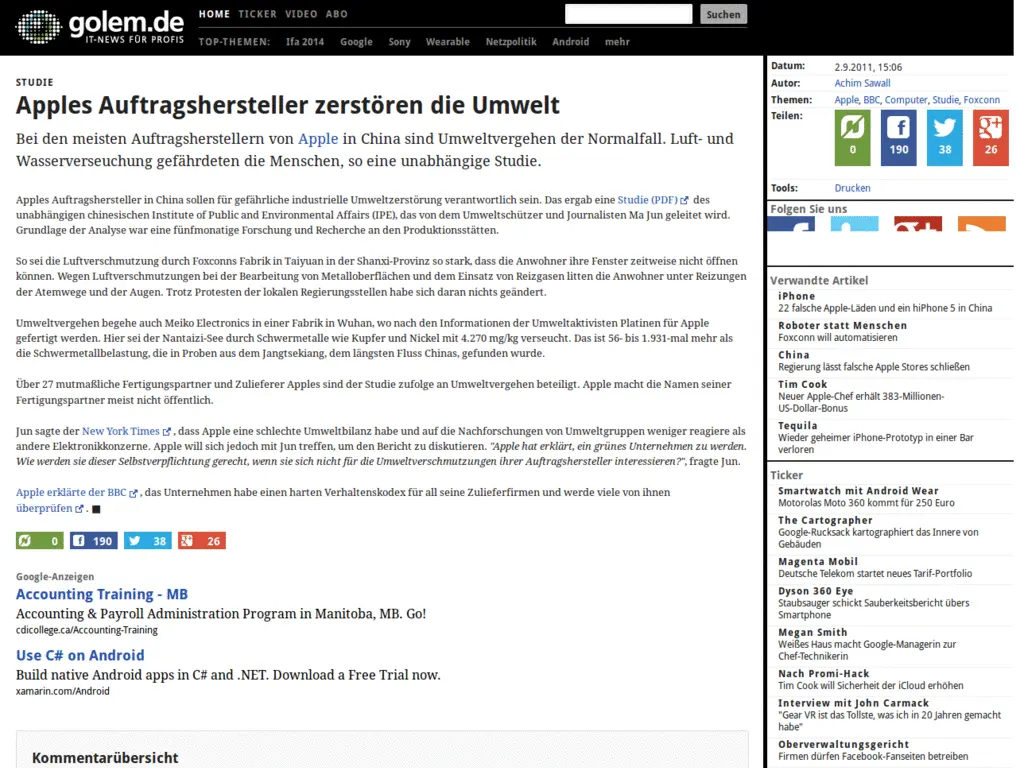 golem.de
IT-NEWS FÜR PROFIS
HOME TICKER VIDEO ABO
Suchen
TOP-THEMEN: Ifa 2014 Google Sony Wearable Netzpolitik Android mehr
STUDIE
Apples Auftragshersteller zerstören die Umwelt
Bei den meisten Auftragsherstellern von Apple in China sind Umweltvergehen der Normalfall. Luft- und
Wasserverseuchung gefährdeten die Menschen, so eine unabhängige Studie.
Apples Auftragshersteller in China sollen für gefährliche industrielle Umweltzerstörung verantwortlich sein. Das ergab eine Studie (PDF) des
unabhängigen chinesischen Institute of Public and Environmental Affairs (IPE), das von dem Umweltschützer und Journalisten Ma Jun geleitet wird.
Grundlage der Analyse war eine fünfmonatige Forschung und Recherche an den Produktionsstätten.
So sei die Luftverschmutzung durch Foxconns Fabrik in Taiyuan in der Shanxi-Provinz so stark, dass die Anwohner ihre Fenster zeitweise nicht öffnen
können. Wegen Luftverschmutzungen bei der Bearbeitung von Metalloberflächen und dem Einsatz von Reizgasen litten die Anwohner unter Reizungen
der Atemwege und der Augen. Trotz Protesten der lokalen Regierungsstellen habe sich daran nichts geändert.
Umweltvergehen begehe auch Meiko Electronics in einer Fabrik in Wuhan, wo nach den Informationen der Umweltaktivisten Platinen für Apple
gefertigt werden. Hier sei der Nantaizi-See durch Schwermetalle wie Kupfer und Nickel mit 4.270 mg/kg verseucht. Das ist 56- bis 1.931-mal mehr als
die Schwermetallbelastung, die in Proben aus dem Jangtsekiang, dem längsten Fluss Chinas, gefunden wurde.
Über 27 mutmaßliche Fertigungspartner und Zulieferer Apples sind der Studie zufolge an Umweltvergehen beteiligt. Apple macht die Namen seiner
Fertigungspartner meist nicht öffentlich.
Jun sagte der New York Times , dass Apple eine schlechte Umweltbilanz habe und auf die Nachforschungen von Umweltgruppen weniger reagiere als
andere Elektronikkonzerne. Apple will sich jedoch mit Jun treffen, um den Bericht zu diskutieren. "Apple hat erklärt, ein grünes Unternehmen zu werden.
Wie werden sie dieser Selbstverpflichtung gerecht, wenn sie sich nicht für die Umweltverschmutzungen ihrer Auftragshersteller interessieren?", fragte Jun.
Apple erklärte der BBC , das Unternehmen habe einen harten Verhaltenskodex für all seine Zulieferfirmen und werde viele von ihnen
überprüfen .
0 190 38 26
Google-Anzeigen
Accounting Training - MB
Accounting & Payroll Administration Program in Manitoba, MB. Go!
cdicollege.ca/Accounting-Training
Use C# on Android
Build native Android apps in C# and .NET. Download a Free Trial now.
xamarin.com/Android
Kommentarübersicht
Datum: 2.9.2011, 15:06
Autor: Achim Sawall
Themen: Apple, BBC, Computer, Studie, Foxconn
Teilen:
0 190 38 26
Tools: Drucken
Folgen Sie uns
Verwandte Artikel
iPhone
22 falsche Apple-Läden und ein hiPhone 5 in China
Roboter statt Menschen
Foxconn will automatisieren
China
Regierung lässt falsche Apple Stores schließen
Tim Cook
Neuer Apple-Chef erhält 383-Millionen-
US-Dollar-Bonus
Tequila
Wieder geheimer iPhone-Prototyp in einer Bar
verloren
Ticker
Smartwatch mit Android Wear
Motorolas Moto 360 kommt für 250 Euro
The Cartographer
Google-Rucksack kartographiert das Innere von
Gebäuden
Magenta Mobil
Deutsche Telekom startet neues Tarif-Portfolio
Dyson 360 Eye
Staubsauger schickt Sauberkeitsbericht übers
Smartphone
Megan Smith
Weißes Haus macht Google-Managerin zur
Chef-Technikerin
Nach Promi-Hack
Tim Cook will Sicherheit der iCloud erhöhen
Interview mit John Carmack
"Gear VR ist das Tollste, was ich in 20 Jahren gemacht
habe"
Oberverwaltungsgericht
Firmen dürfen Facebook-Fanseiten betreiben